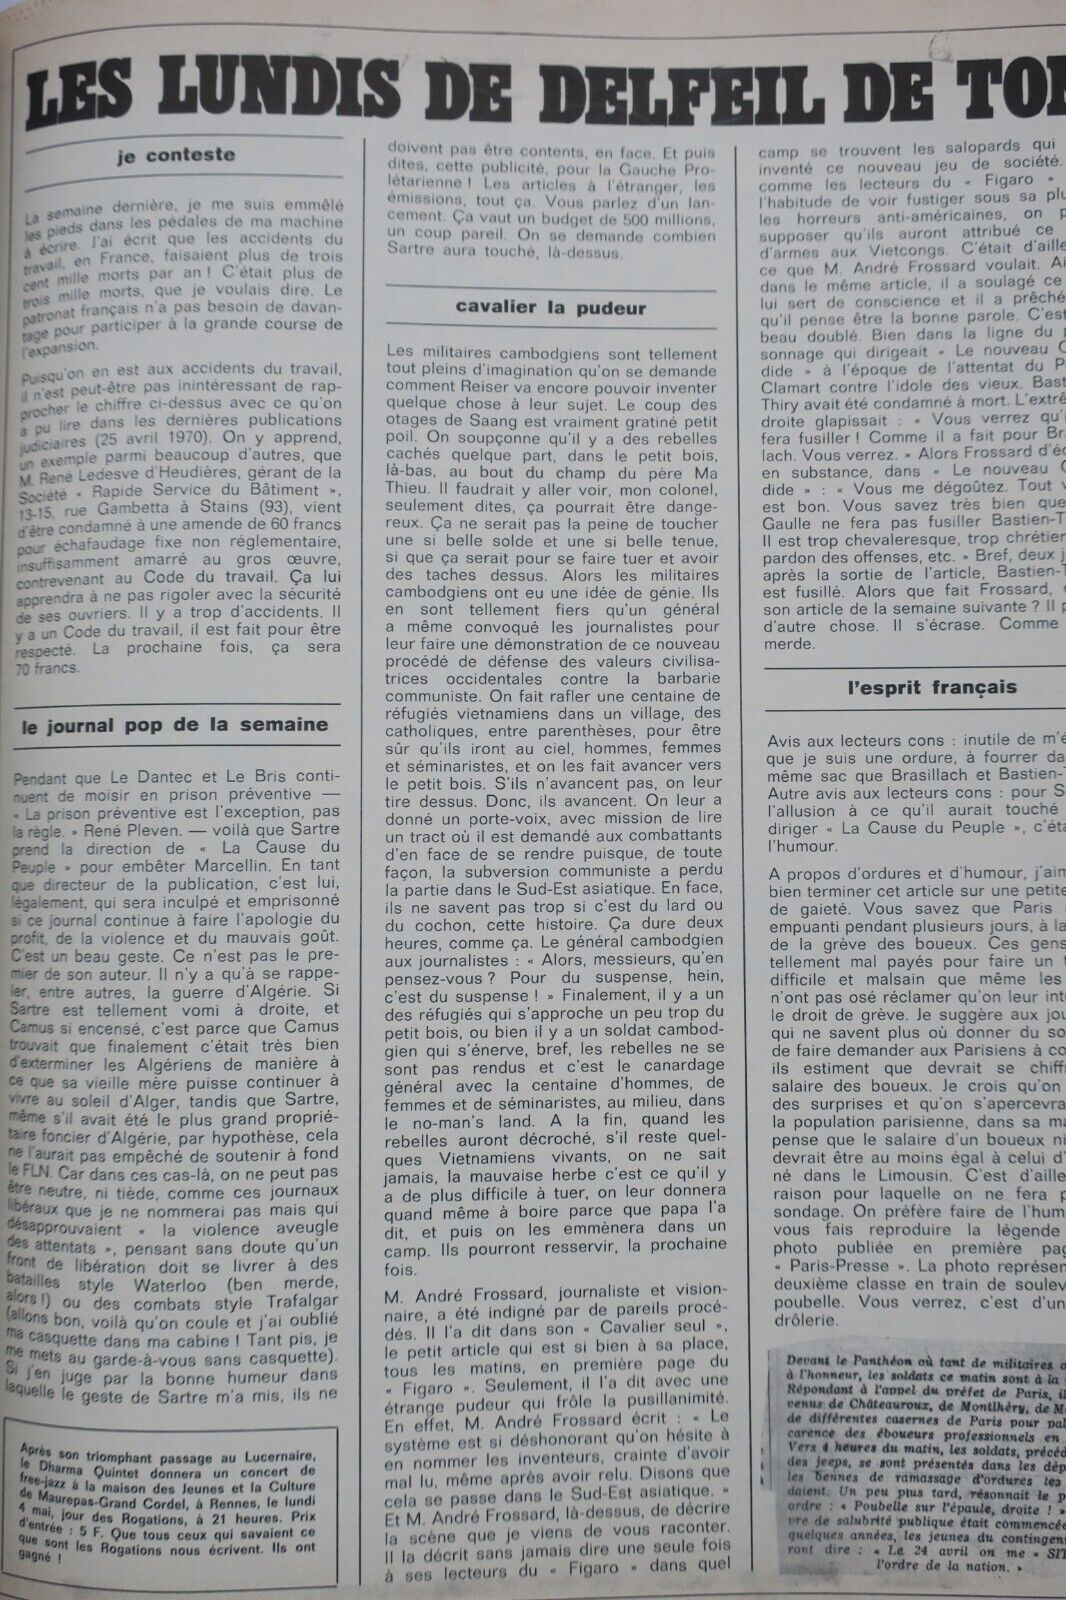 LES LUNDIS DE DELFEIL DE TO
je conteste
La semaine dernière, je me suis emmêlé
les pieds dans les pédales de ma machine
à écrire. J'ai écrit que les accidents du
travail, en France, faisaient plus de trois
cent mille morts par an ! C'était plus de
trois mille morts, que je voulais dire. Le
patronat français n'a pas besoin de davan-
tage pour participer à la grande course de
l'expansion.
Puisqu'on en est aux accidents du travail,
il n'est peut-être pas inintéressant de rap-
procher le chiffre ci-dessus avec ce qu'on
a pu lire dans les dernières publications
judiciaires (25 avril 1970). On y apprend,
un exemple parmi beaucoup d'autres, que
M. René Ledesve d'Heudières, gérant de la
Société « Rapide Service du Bâtiment »,
13-15, rue Gambetta à Stains (93), vient
d'être condamné à une amende de 60 francs
pour échafaudage fixe non réglementaire,
insuffisamment amarré au gros œuvre,
contrevenant au Code du travail. Ça lui
apprendra à ne pas rigoler avec la sécurité
de ses ouvriers. Il y a trop d'accidents. Il
y a un Code du travail, il est fait pour être
respecté. La prochaine fois, ça sera
70 francs.
le journal pop de la semaine
Pendant que Le Dantec et Le Bris conti-
nuent de moisir en prison préventive —
« La prison préventive est l'exception, pas
la règle. » René Pleven. — voilà que Sartre
prend la direction de « La Cause du
Peuple » pour embêter Marcellin. En tant
que directeur de la publication, c'est lui,
légalement, qui sera inculpé et emprisonné
si ce journal continue à faire l'apologie du
profit, de la violence et du mauvais goût.
C'est un beau geste. Ce n'est pas le pre-
mier de son auteur. Il n'y a qu'à se rappe-
ler, entre autres, la guerre d'Algérie. Si
Sartre est tellement vomi à droite, et
Camus si encensé, c'est parce que Camus
trouvait que finalement c'était très bien
d'exterminer les Algériens de manière à
ce que sa vieille mère puisse continuer à
vivre au soleil d'Alger, tandis que Sartre,
même s'il avait été le plus grand proprié-
taire foncier d'Algérie, par hypothèse, cela
ne l'aurait pas empêché de soutenir à fond
le FLN. Car dans ces cas-là, on ne peut pas
être neutre, ni tiède, comme ces journaux
libéraux que je ne nommerai pas mais qui
désapprouvaient « la violence aveugle
des attentats », pensant sans doute qu'un
front de libération doit se livrer à des
batailles style Waterloo (ben merde,
alors !) ou des combats style Trafalgar
(allons bon, voilà qu'on coule et j'ai oublié
ma casquette dans ma cabine ! Tant pis, je
me mets au garde-à-vous sans casquette).
Si j'en juge par la bonne humeur dans
laquelle le geste de Sartre m'a mis, ils ne
Après son triomphant passage au Lucernaire,
le Dharma Quintet donnera un concert de
free-jazz à la maison des Jeunes et la Culture
de Maurepas-Grand Cordel, à Rennes, le lundi
4 mai, jour des Rogations, à 21 heures. Prix
d'entrée : 5 F. Que tous ceux qui savaient ce
que sont les Rogations nous écrivent. Ils ont
gagné !
doivent pas être contents, en face. Et puis
dites, cette publicité, pour la Gauche Pro-
létarienne ! Les articles à l'étranger, les
émissions, tout ça. Vous parlez d'un lan-
cement. Ça vaut un budget de 500 millions,
un coup pareil. On se demande combien
Sartre aura touché, là-dessus.
cavalier la pudeur
Les militaires cambodgiens sont tellement
tout pleins d'imagination qu'on se demande
comment Reiser va encore pouvoir inventer
quelque chose à leur sujet. Le coup des
otages de Saang est vraiment gratiné petit
poil. On soupçonne qu'il y a des rebelles
cachés quelque part, dans le petit bois,
là-bas, au bout du champ du père Ma
Thieu. Il faudrait y aller voir, mon colonel,
seulement dites, ça pourrait être dange-
reux. Ça ne serait pas la peine de toucher
une si belle solde et une si belle tenue,
si que ça serait pour se faire tuer et avoir
des taches dessus. Alors les militaires
cambodgiens ont eu une idée de génie. Ils
en sont tellement fiers qu'un général
a même convoqué les journalistes pour
leur faire une démonstration de ce nouveau
procédé de défense des valeurs civilisa-
trices occidentales contre la barbarie
communiste. On fait rafler une centaine de
réfugiés vietnamiens dans un village, des
catholiques, entre parenthèses, pour être
sûr qu'ils iront au ciel, hommes, femmes
et séminaristes, et on les fait avancer vers
le petit bois. S'ils n'avancent pas, on leur
tire dessus. Donc, ils avancent. On leur a
donné un porte-voix, avec mission de lire
un tract où il est demandé aux combattants
d'en face de se rendre puisque, de toute
façon, la subversion communiste a perdu
la partie dans le Sud-Est asiatique. En face,
ils ne savent pas trop si c'est du lard ou
du cochon, cette histoire. Ça dure deux
heures, comme ça. Le général cambodgien
aux journalistes : « Alors, messieurs, qu'en
pensez-vous ? Pour du suspense, hein,
c'est du suspense ! » Finalement, il y a un
des réfugiés qui s'approche un peu trop du
petit bois, ou bien il y a un soldat cambod-
gien qui s'énerve, bref, les rebelles ne se
sont pas rendus et c'est le canardage
général avec la centaine d'hommes, de
femmes et de séminaristes, au milieu, dans
le no-man's land. A la fin, quand les
rebelles auront décroché, s'il reste quel-
ques Vietnamiens vivants, on ne sait
jamais, la mauvaise herbe c'est ce qu'il y
a de plus difficile à tuer, on leur donnera
quand même à boire parce que papa l'a
dit, et puis on les emmènera dans un
camp. Ils pourront resservir, la prochaine
fois.
M. André Frossard, journaliste et vision-
naire, a été indigné par de pareils procé-
dés. Il l'a dit dans son « Cavalier seul »,
le petit article qui est si bien à sa place,
tous les matins, en première page du
« Figaro ». Seulement, il l'a dit avec une
étrange pudeur qui frôle la pusillanimité.
En effet, M. André Frossard écrit : « Le
système est si déshonorant qu'on hésite à
en nommer les inventeurs, crainte d'avoir
mal lu, même après avoir relu. Disons que
cela se passe dans le Sud-Est asiatique. »
Et M. André Frossard, là-dessus, de décrire
la scène que je viens de vous raconter.
Il la décrit sans jamais dire une seule fois
à ses lecteurs du « Figaro » dans quel
camp se trouvent les salopards qui
inventé ce nouveau jeu de société.
comme les lecteurs du « Figaro »
l'habitude de voir fustiger sous sa plu
les horreurs anti-américaines, on p
supposer qu'ils auront attribué ce
d'armes aux Vietcongs. C'était d'aille
ce que M. André Frossard voulait. Ai
dans le même article, il a soulagé ce
lui sert de conscience et il a prêché
qu'il pense être la bonne parole. C'est
beau doublé. Bien dans la ligne du p
sonnage qui dirigeait « Le nouveau C
dide » à l'époque de l'attentat du P
Clamart contre l'idole des vieux. Bast
Thiry avait été condamné à mort. L'extrê
droite glapissait : « Vous verrez qu'i
fera fusiller ! Comme il a fait pour Br
lach. Vous verrez. » Alors Frossard d'éc
en substance, dans « Le nouveau C
dide » : « Vous me dégoûtez. Tout v
est bon. Vous savez très bien que
Gaulle ne fera pas fusiller Bastien-T
Il est trop chevaleresque, trop chrétien
pardon des offenses, etc. » Bref, deux j
après la sortie de l'article, Bastien-T
est fusillé. Alors que fait Frossard,
son article de la semaine suivante ? Il p
d'autre chose. Il s'écrase. Comme
merde.
l'esprit français
Avis aux lecteurs cons : inutile de m'é
que je suis une ordure, à fourrer da
même sac que Brasillach et Bastien-T
Autre avis aux lecteurs cons : pour S
l'allusion à ce qu'il aurait touché
diriger « La Cause du Peuple », c'éta
l'humour.
A propos d'ordures et d'humour, j'aim
bien terminer cet article sur une petite
de gaieté. Vous savez que Paris
empuanti pendant plusieurs jours, à la
de la grève des boueux. Ces gens
tellement mal payés pour faire un t
difficile et malsain que même les
n'ont pas osé réclamer qu'on leur inte
le droit de grève. Je suggère aux jou
qui ne savent plus où donner du so
de faire demander aux Parisiens à co
ils estiment que devrait se chiffr
salaire des boueux. Je crois qu'on
des surprises et qu'on s'apercevra
la population parisienne, dans sa ma
pense que le salaire d'un boueux ni
devrait être au moins égal à celui d'
né dans le Limousin. C'est d'aille
raison pour laquelle on ne fera p
sondage. On préfère faire de l'hum
vous fais reproduire la légende
photo publiée en première pag
« Paris-Presse ». La photo représen
deuxième classe en train de soulev
poubelle. Vous verrez, c'est d'un
drôlerie.
Devant le Panthéon où tant de militaires o
à l'honneur, les soldats ce matin sont à la
Répondant à l'appel du préfet de Paris, il
venus de Châteauroux, de Montlhéry, de M
de différentes casernes de Paris pour pal
carence des éboueurs professionnels en
Vers 4 heures du matin, les soldats, précéd
des jeeps, se sont présentés dans les dép
les bennes de ramassage d'ordures les
daient. Un peu plus tard, résonnait le p
ordre : « Poubelle sur l'épaule, droite ! »
vre de salubrité publique était commencée
quelques années, les jeunes du contingen
ront dire : « Le 24 avril on me « SIT
l'ordre de la nation. »